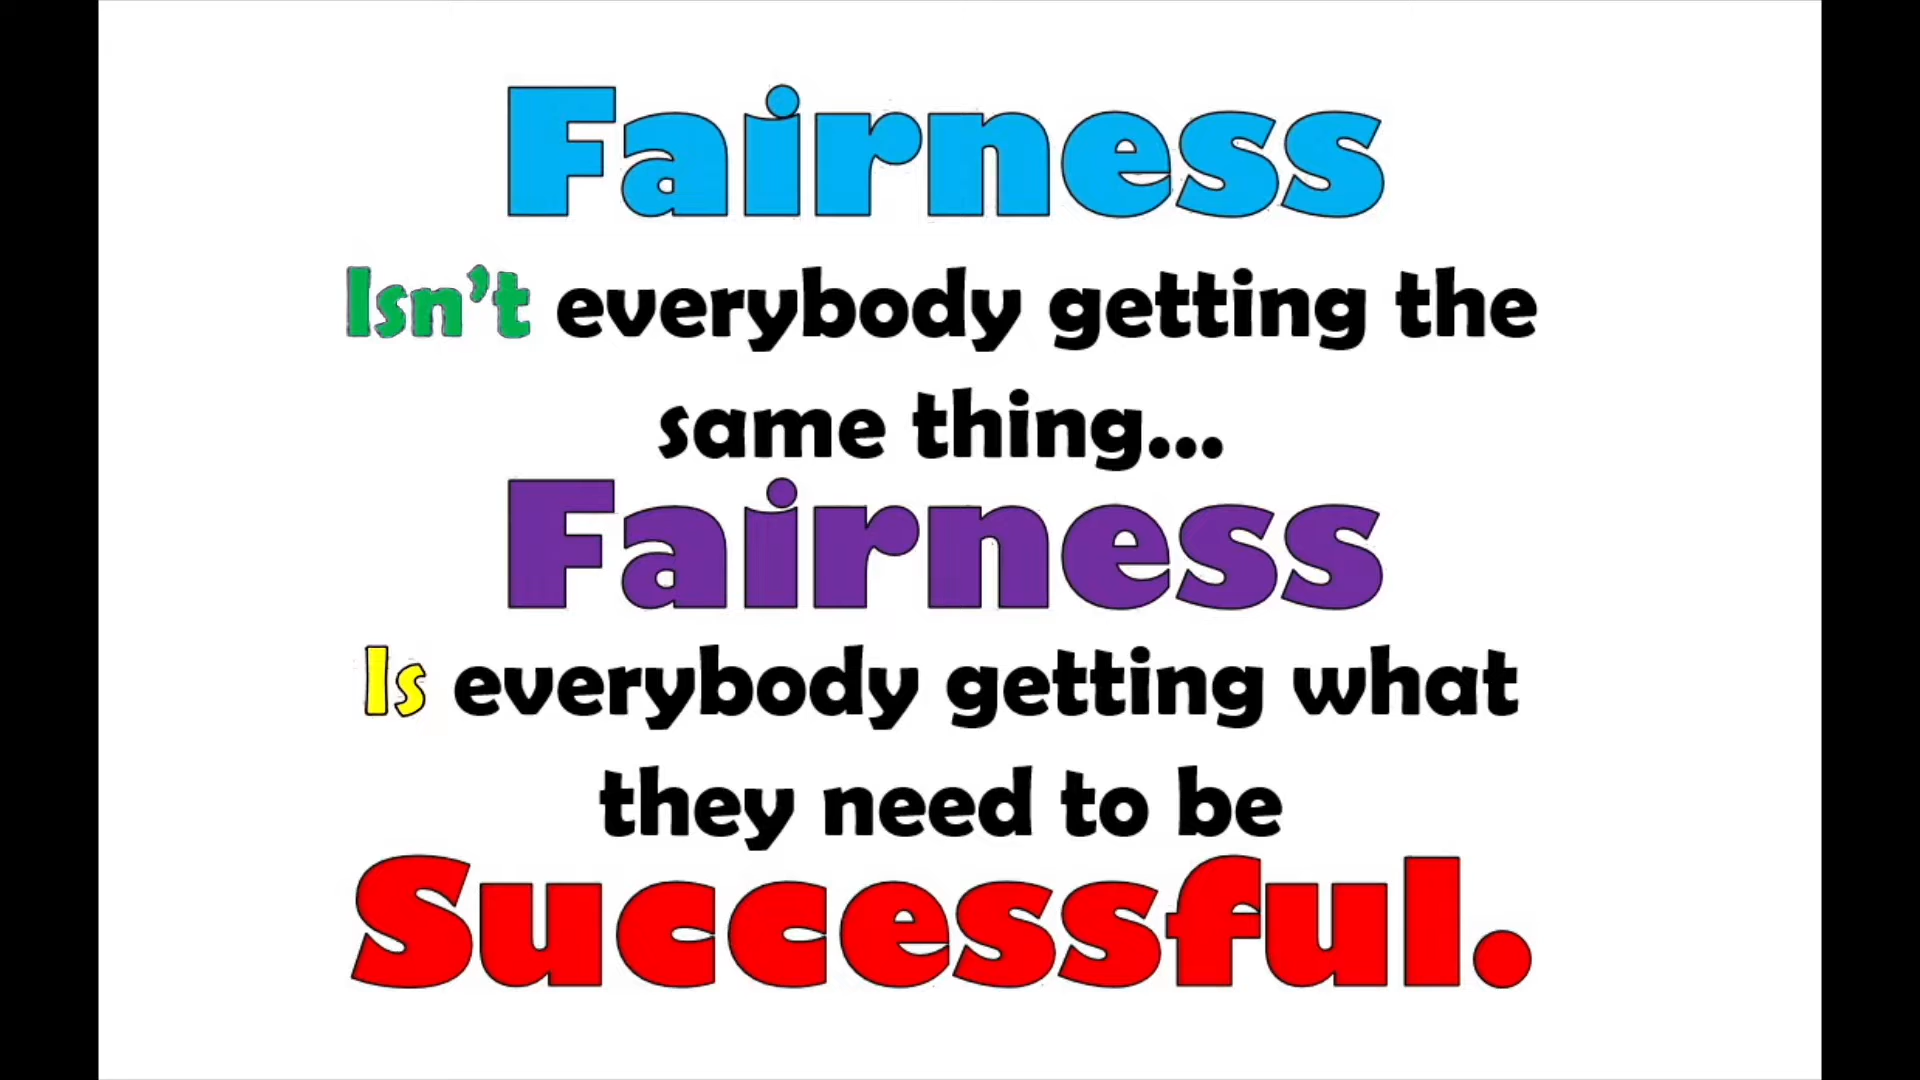 Fairness
Isn't everybody getting the
same thing...
Fairness
Is everybody getting what
they need to be
Successful.